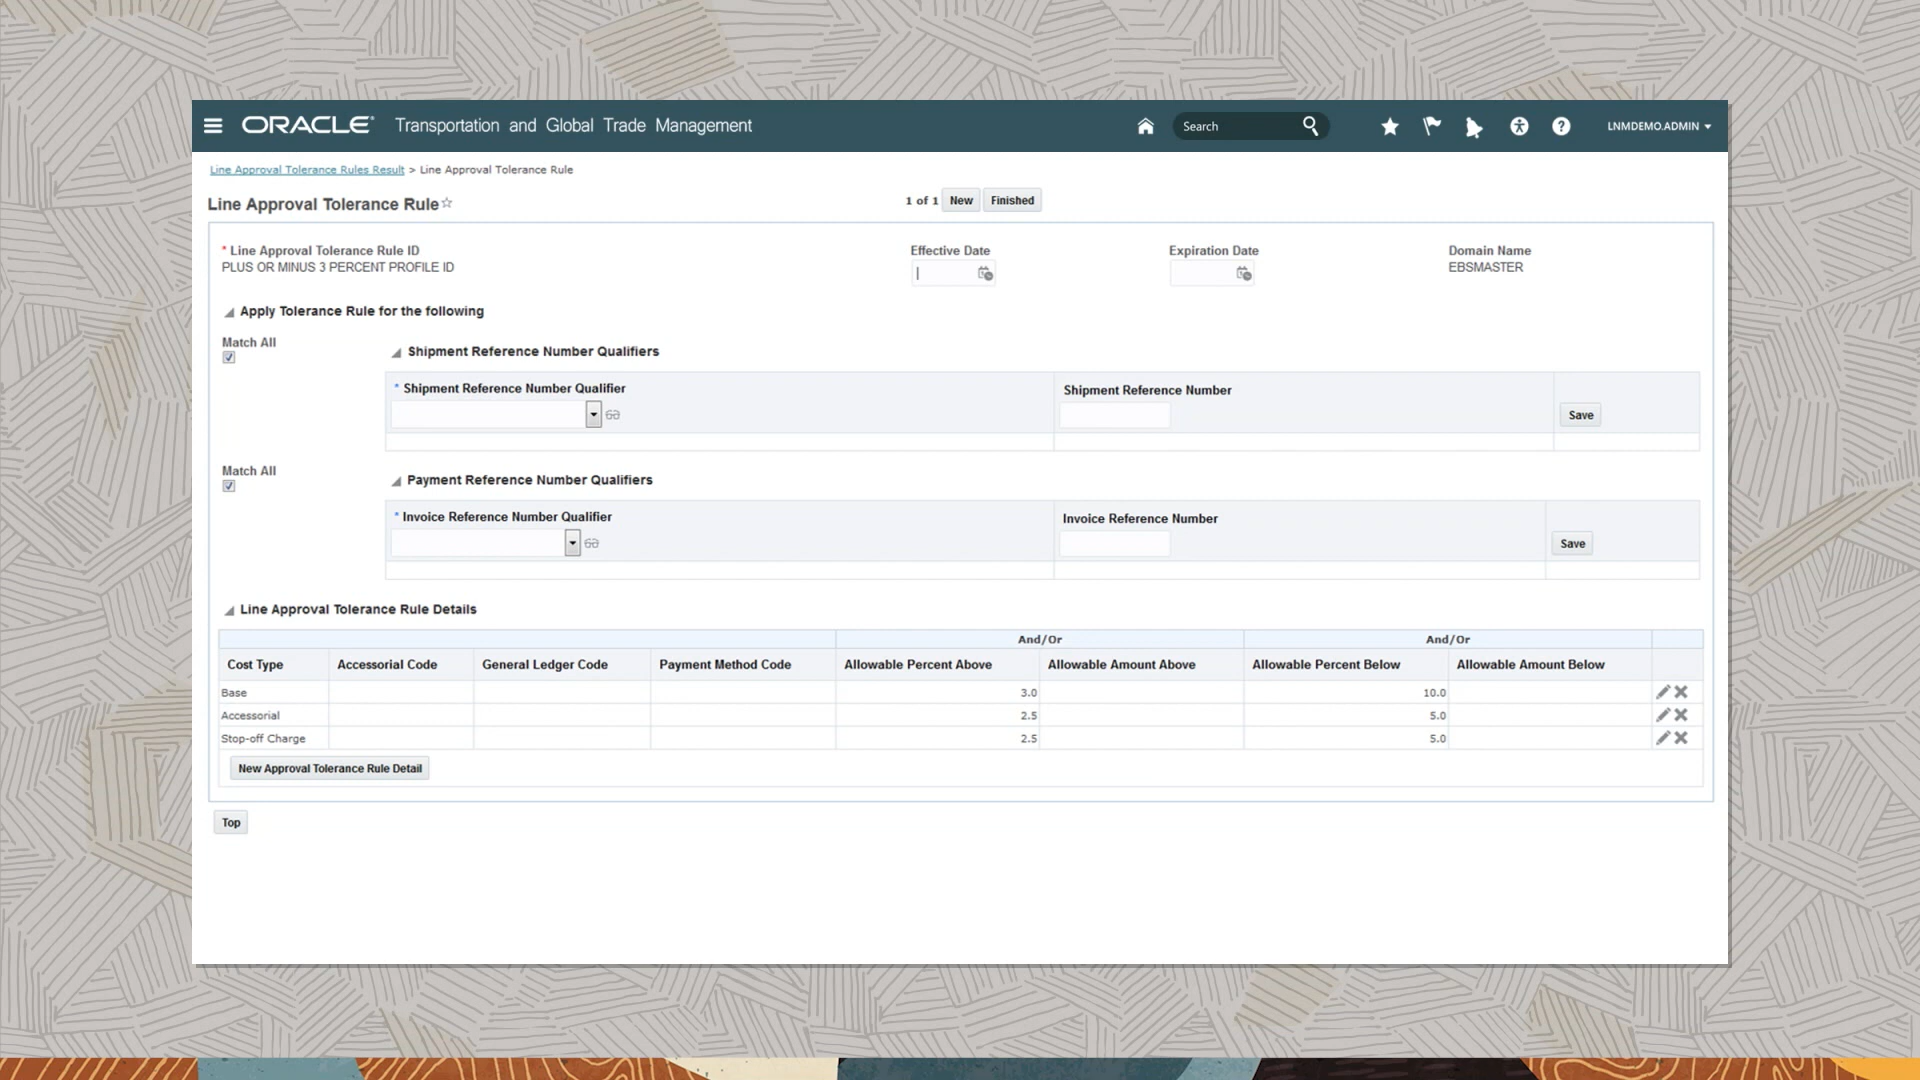 ORACLE Transportation and Global Trade Management Search LNMDEMO.ADMIN
Line Approval Tolerance Rules Result > Line Approval Tolerance Rule
Line Approval Tolerance Rule 1 of 1 New Finished
* Line Approval Tolerance Rule ID Effective Date Expiration Date Domain Name
PLUS OR MINUS 3 PERCENT PROFILE ID EBSMASTER
Apply Tolerance Rule for the following
Match All
Shipment Reference Number Qualifiers
* Shipment Reference Number Qualifier Shipment Reference Number
Save
Match All
Payment Reference Number Qualifiers
* Invoice Reference Number Qualifier Invoice Reference Number
Save
Line Approval Tolerance Rule Details
And/Or And/Or
Cost Type Accessorial Code General Ledger Code Payment Method Code Allowable Percent Above Allowable Amount Above Allowable Percent Below Allowable Amount Below
Base 3.0 10.0
Accessorial 2.5 5.0
Stop-off Charge 2.5 5.0
New Approval Tolerance Rule Detail
Top